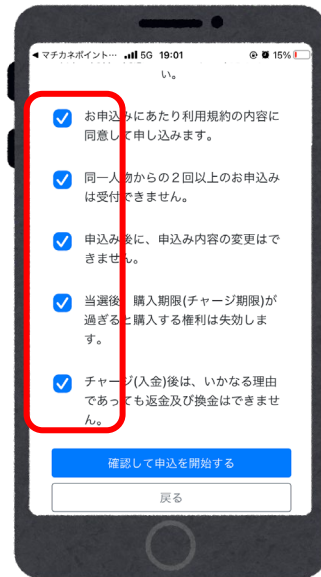 マチカネポイント… 5G 19:01 15%
い。
お申込みにあたり利用規約の内容に
同意して申し込みます。
同一人物からの２回以上のお申込み
は受付できません。
申込み後に、申込み内容の変更はで
きません。
当選後、購入期限(チャージ期限)が
過ぎると購入する権利は失効しま
す。
チャージ(入金)後は、いかなる理由
であっても返金及び換金はできませ
ん。
確認して申込を開始する
戻る